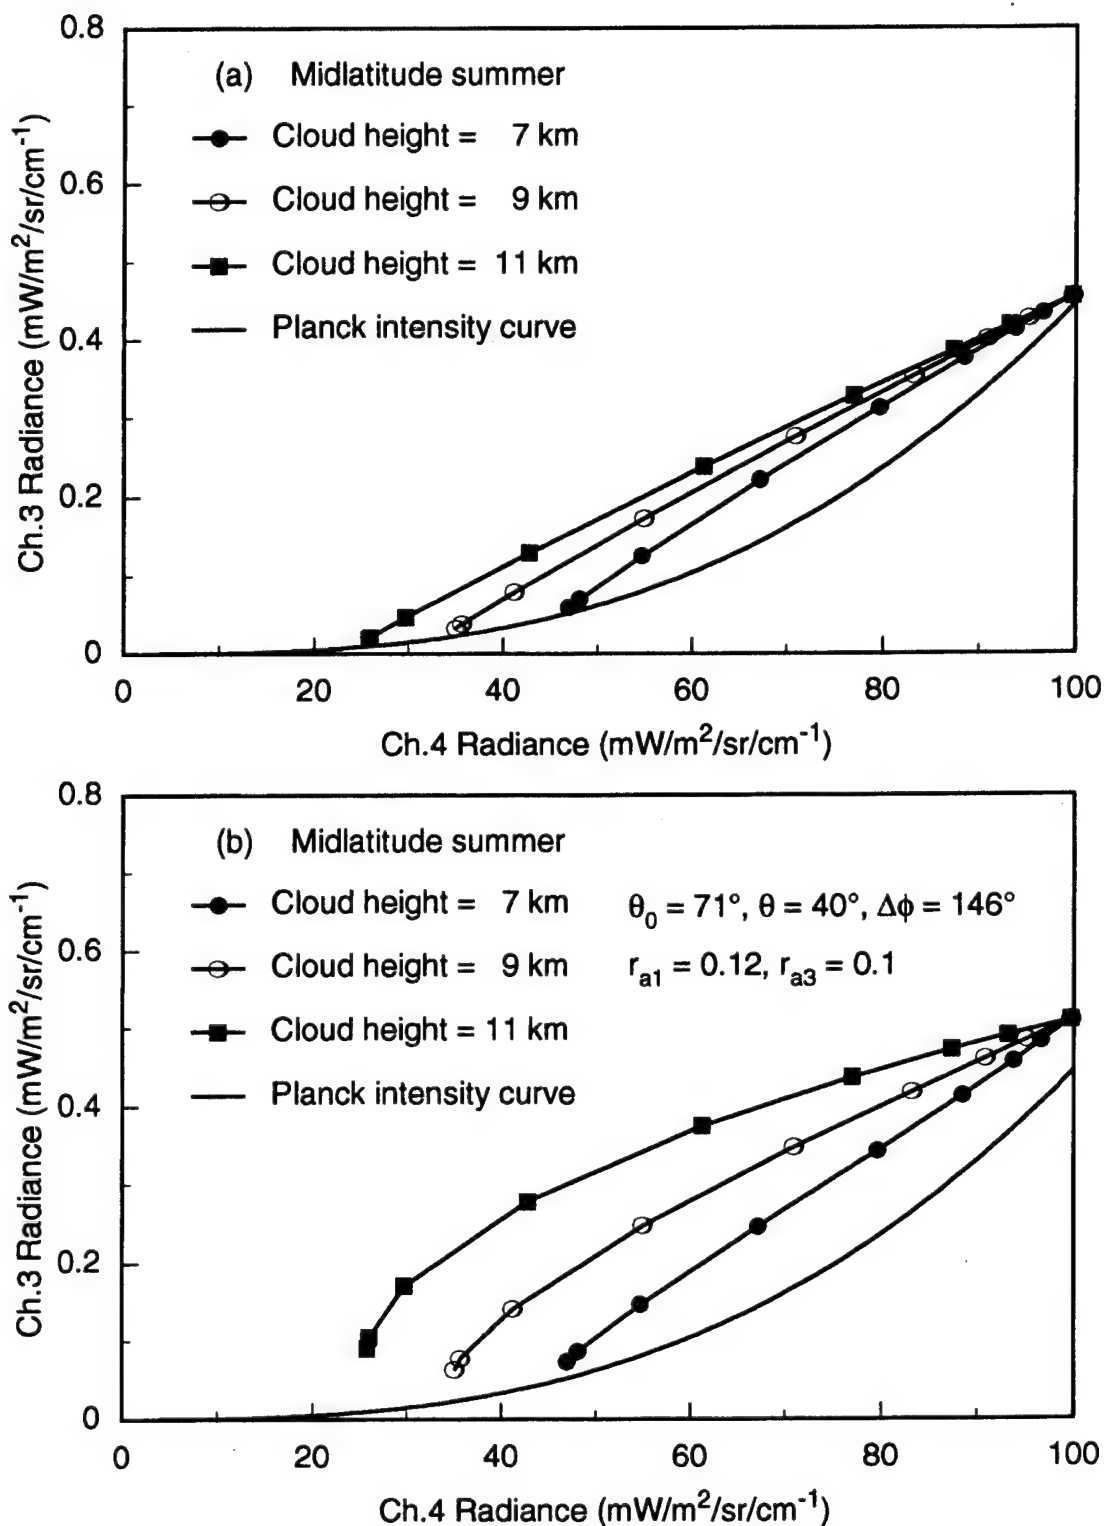 0.8
(a) Midlatitude summer
Cloud height = 7 km
0.6
Cloud height = 9 km
Cloud height = 11 km
Planck intensity curve
0.4
0.2
0
Ch.3 Radiance (mW/m²/sr/cm⁻¹)
0 20 40 60 80 100
Ch.4 Radiance (mW/m²/sr/cm⁻¹)
0.8
(b) Midlatitude summer
Cloud height = 7 km θ₀ = 71°, θ = 40°, Δϕ = 146°
0.6
Cloud height = 9 km rₐ₁ = 0.12, rₐ₃ = 0.1
Cloud height = 11 km
Planck intensity curve
0.4
0.2
0
Ch.3 Radiance (mW/m²/sr/cm⁻¹)
0 20 40 60 80 100
Ch.4 Radiance (mW/m²/sr/cm⁻¹)